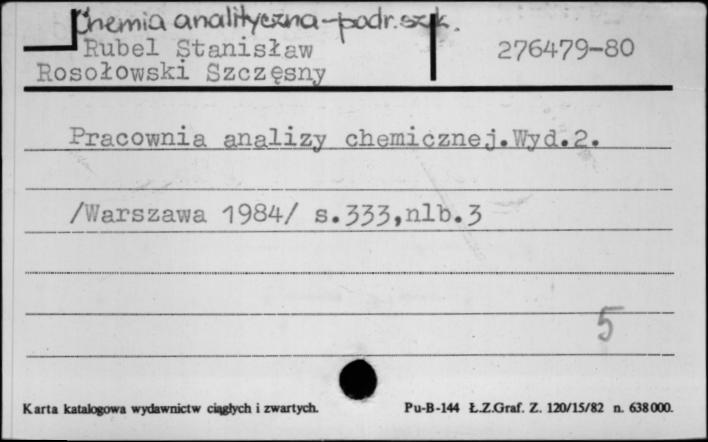 Chemia analityczna-podr.szk.
Rubel Stanisław
276479-80
Rosołowski Szczęsny
Pracownia analizy chemicznej.Wyd.2.
/Warszawa 1984/ s.333,nlb.3
5
Karta katalogowa wydawnictw ciągłych i zwartych.
Pu-B-144 Ł.Z.Graf. Z. 120/15/82 n. 638000.